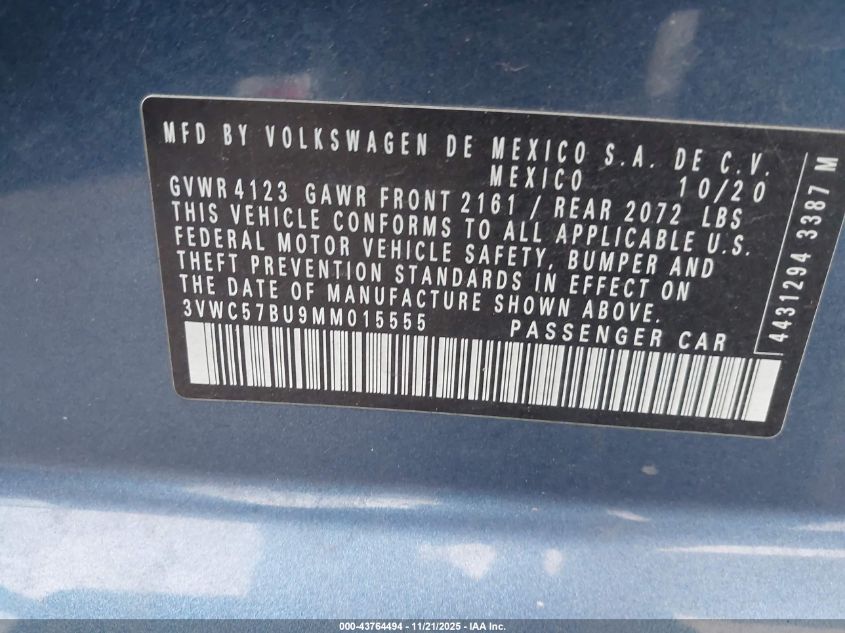 MFD BY VOLKSWAGEN DE MEXICO S.A. DE C.V.
MEXICO 10/20
GVWR 4123 GAWR FRONT 2161 / REAR 2072 LBS
THIS VEHICLE CONFORMS TO ALL APPLICABLE U.S.
FEDERAL MOTOR VEHICLE SAFETY, BUMPER AND
THEFT PREVENTION STANDARDS IN EFFECT ON
THE DATE OF MANUFACTURE SHOWN ABOVE.
3VWC57BU9MM015555 PASSENGER CAR
4431294 3387 M
000-43764494 - 11/21/2025 - IAA Inc.